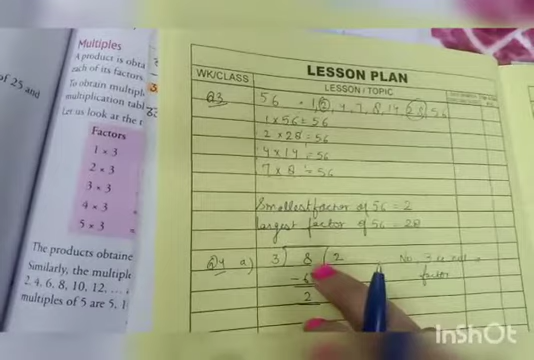 of 25 and
Multiples
A product is obta
each of its factors
To obtain multipl
multiplication tabl
Let us look at the t
Factors
1 × 3
2 × 3
3 × 3
4 × 3
5 × 3
The products obtaine
Similarly, the multiple
2, 4, 6, 8, 10, 12, ....
multiples of 5 are 5, 1
LESSON PLAN
WK/CLASS
LESSON / TOPIC
Q3
56 . 1, 2, 4, 7, 8, 14, 28, 56
1 × 56 = 56
2 × 28 = 56
4 × 14 = 56
7 × 8 = 56
Smallest factor of 56 = 2
largest factor of 56 = 28
Q4 a) 3) 8 (2 No, 3 is not a
factor
- 6
2
InShOt